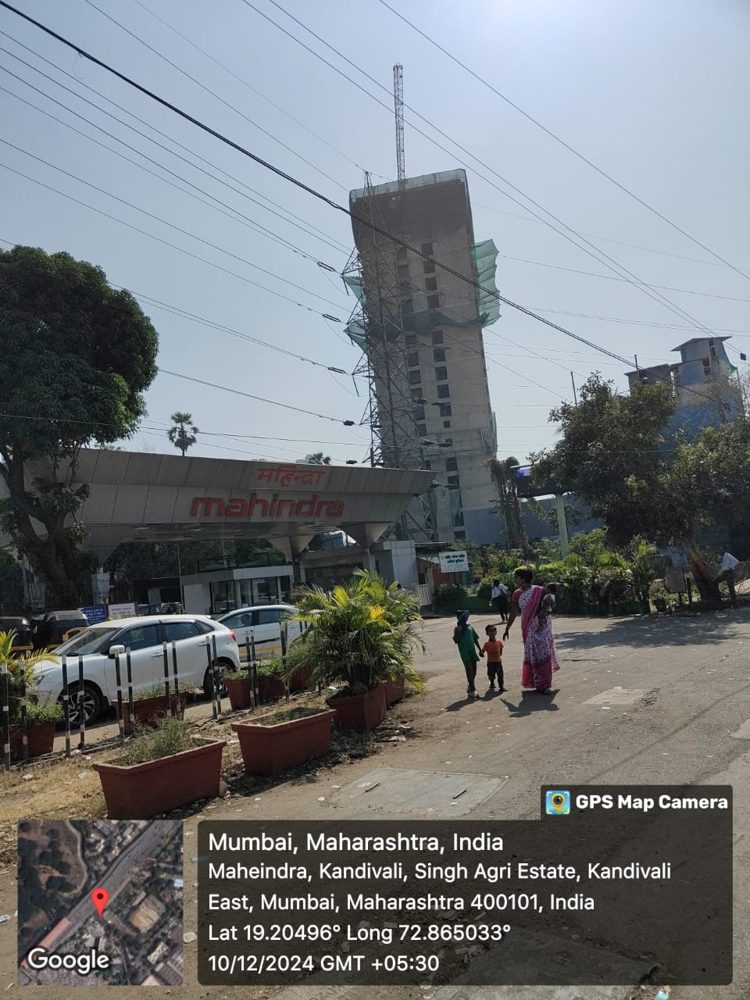 महिन्द्रा
mahindra
GPS Map Camera
Mumbai, Maharashtra, India
Maheindra, Kandivali, Singh Agri Estate, Kandivali
East, Mumbai, Maharashtra 400101, India
Lat 19.20496° Long 72.865033°
10/12/2024 GMT +05:30
Google